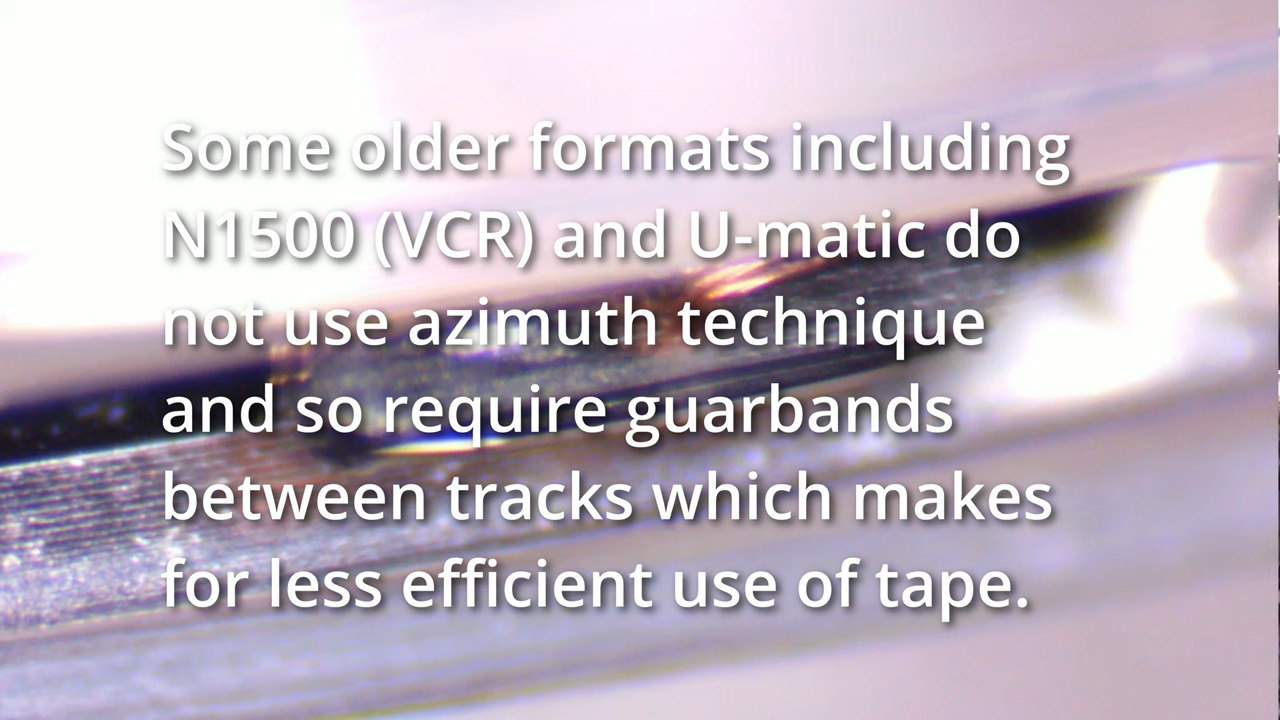 Some older formats including
N1500 (VCR) and U-matic do
not use azimuth technique
and so require guarbands
between tracks which makes
for less efficient use of tape.